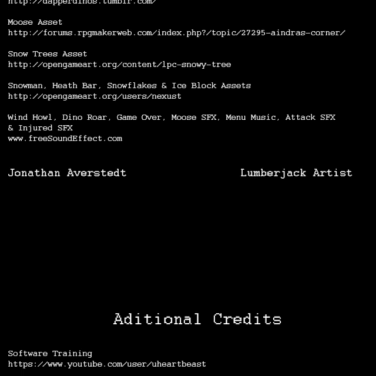 http://dapperdinos.tumblr.com/
Moose Asset
http://forums.rpgmakerweb.com/index.php?/topic/27295-aindras-corner/
Snow Trees Asset
http://opengameart.org/content/lpc-snowy-tree
Snowman, Heath Bar, Snowflakes & Ice Block Assets
http://opengameart.org/users/nexust
Wind Howl, Dino Roar, Game Over, Moose SFX, Menu Music, Attack SFX
& Injured SFX
www.freeSoundEffect.com
Jonathan Averstedt Lumberjack Artist
Aditional Credits
Software Training
https://www.youtube.com/user/uheartbeast